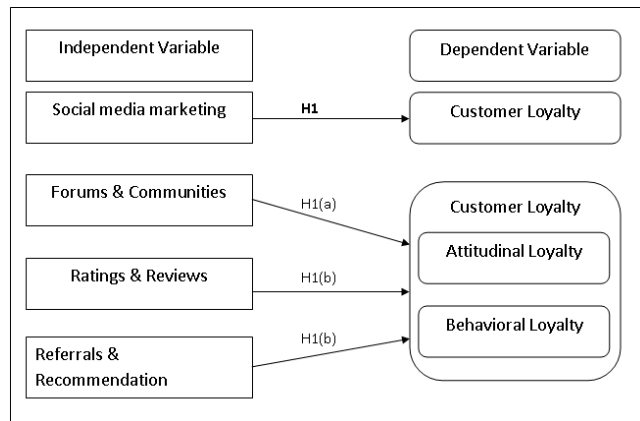 Independent Variable
Dependent Variable
Social media marketing
H1
Customer Loyalty
Forums & Communities
H1(a)
Customer Loyalty
Attitudinal Loyalty
Ratings & Reviews
H1(b)
Behavioral Loyalty
H1(b)
Referrals &
Recommendation